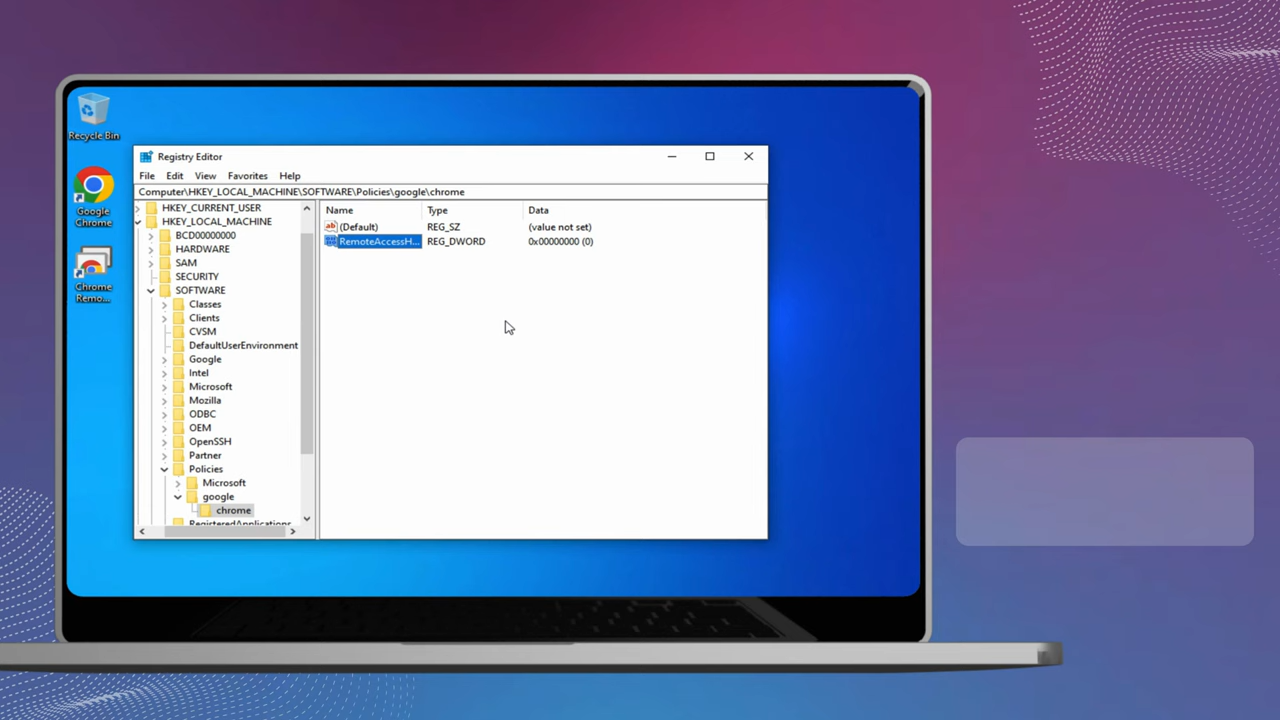 Recycle Bin
Google
Chrome
Chrome
Remo...
Registry Editor
File Edit View Favorites Help
Computer\HKEY_LOCAL_MACHINE\SOFTWARE\Policies\google\chrome
HKEY_CURRENT_USER
HKEY_LOCAL_MACHINE
BCD00000000
HARDWARE
SAM
SECURITY
SOFTWARE
Classes
Clients
CVSM
DefaultUserEnvironment
Google
Intel
Microsoft
Mozilla
ODBC
OEM
OpenSSH
Partner
Policies
Microsoft
google
chrome
RegisteredApplications
Name Type Data
ab (Default) REG_SZ (value not set)
RemoteAccessH... REG_DWORD 0x00000000 (0)